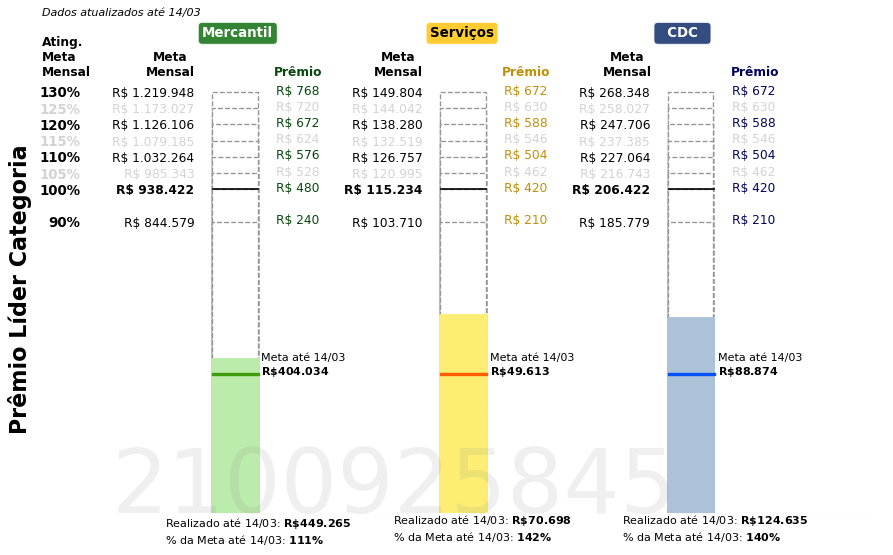 Dados atualizados até 14/03
Mercantil Serviços CDC
Ating. Meta Mensal
Meta Mensal Prêmio Meta Mensal Prêmio Meta Mensal Prêmio
130% R$ 1.219.948 R$ 768 R$ 149.804 R$ 672 R$ 268.348 R$ 672
125% R$ 1.173.027 R$ 720 R$ 144.042 R$ 630 R$ 258.027 R$ 630
120% R$ 1.126.106 R$ 672 R$ 138.280 R$ 588 R$ 247.706 R$ 588
115% R$ 1.079.185 R$ 624 R$ 132.519 R$ 546 R$ 237.385 R$ 546
110% R$ 1.032.264 R$ 576 R$ 126.757 R$ 504 R$ 227.064 R$ 504
105% R$ 985.343 R$ 528 R$ 120.995 R$ 462 R$ 216.743 R$ 462
100% R$ 938.422 R$ 480 R$ 115.234 R$ 420 R$ 206.422 R$ 420
90% R$ 844.579 R$ 240 R$ 103.710 R$ 210 R$ 185.779 R$ 210
Prêmio Líder Categoria
Meta até 14/03 Meta até 14/03 Meta até 14/03
R$404.034 R$49.613 R$88.874
2100925845
Realizado até 14/03: R$449.265 Realizado até 14/03: R$70.698 Realizado até 14/03: R$124.635
% da Meta até 14/03: 111% % da Meta até 14/03: 142% % da Meta até 14/03: 140%